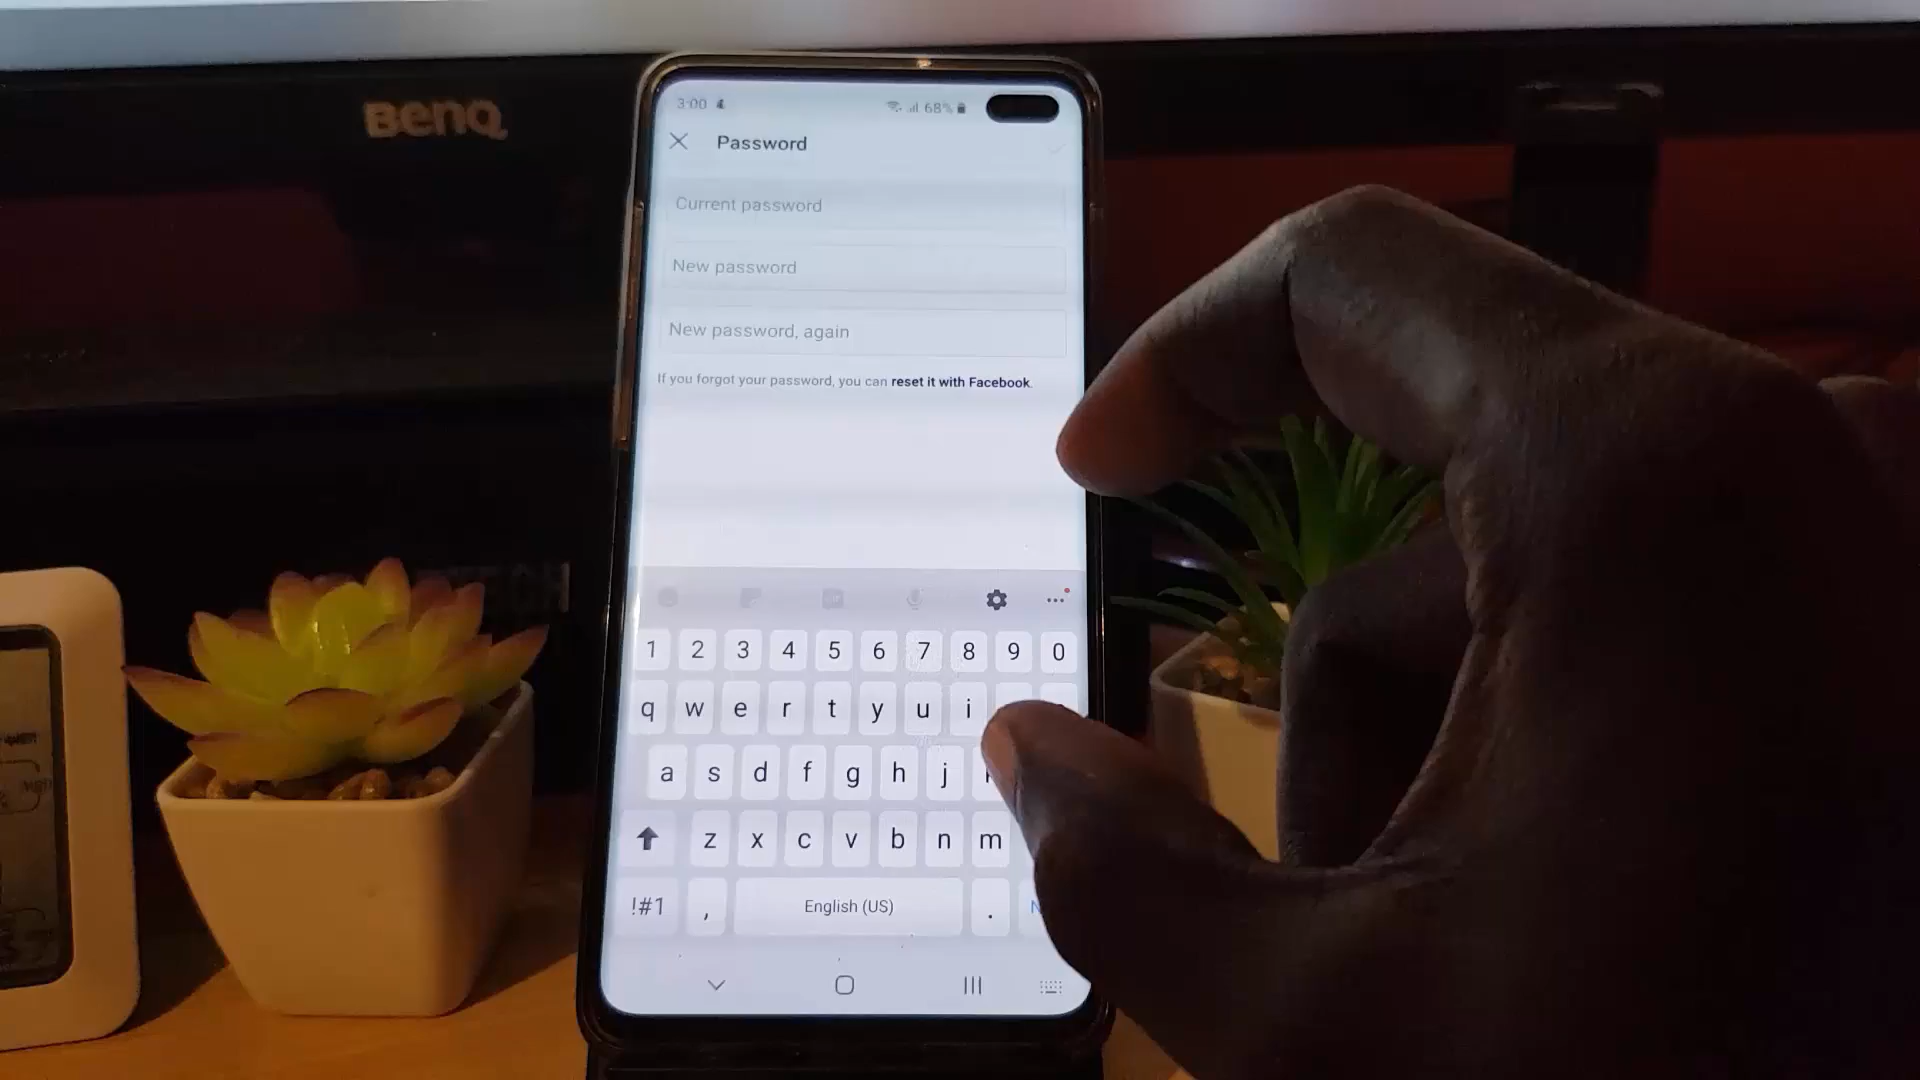 BenQ
3:00 68%
Password
Current password
New password
New password, again
If you forgot your password, you can reset it with Facebook.
1 2 3 4 5 6 7 8 9 0
q w e r t y u i
a s d f g h j
z x c v b n m
!#1 , English (US) .